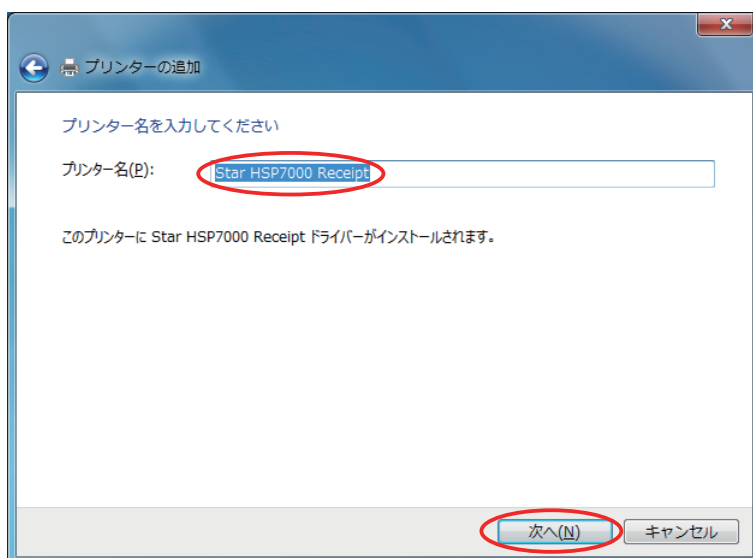 プリンターの追加
プリンター名を入力してください
プリンター名(P): Star HSP7000 Receipt
このプリンターに Star HSP7000 Receipt ドライバーがインストールされます。
次へ(N) キャンセル